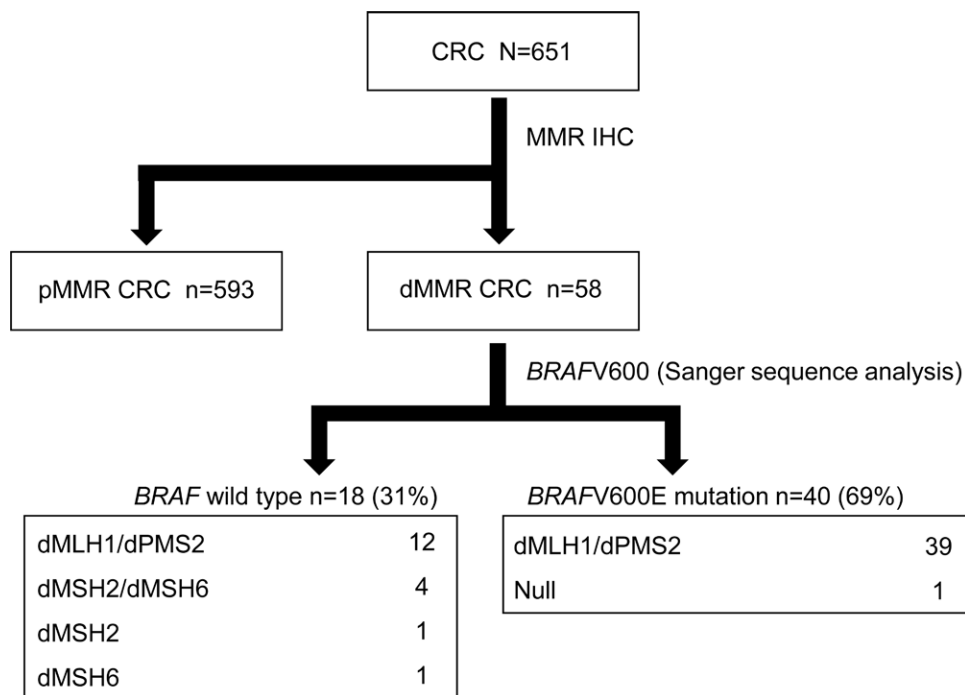 CRC N=651
MMR IHC
pMMR CRC n=593
dMMR CRC n=58
BRAFV600 (Sanger sequence analysis)
BRAF wild type n=18 (31%)
dMLH1/dPMS2 12
dMSH2/dMSH6 4
dMSH2 1
dMSH6 1
BRAFV600E mutation n=40 (69%)
dMLH1/dPMS2 39
Null 1